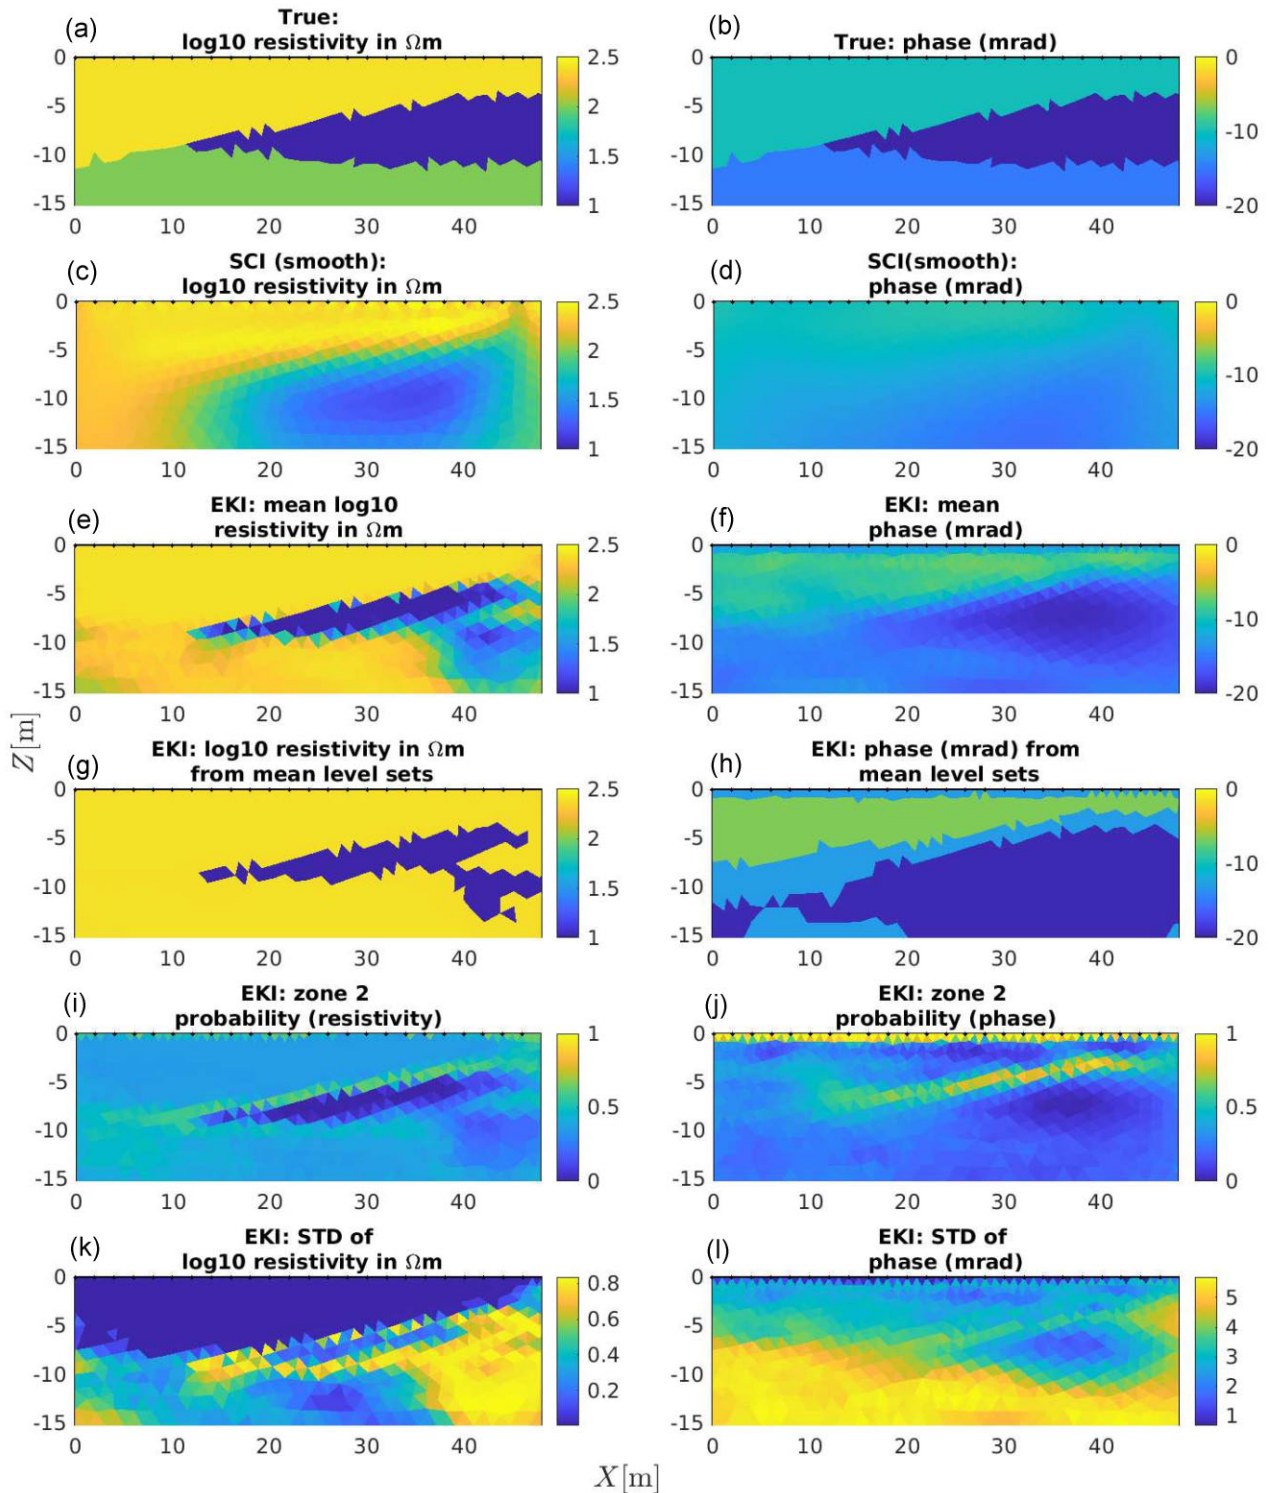 (a)
True:
log10 resistivity in Ωm
0
-5
-10
-15
0 10 20 30 40
2.5
2
1.5
1
(b)
True: phase (mrad)
0
-5
-10
-15
0 10 20 30 40
0
-10
-20
(c)
SCI (smooth):
log10 resistivity in Ωm
0
-5
-10
-15
0 10 20 30 40
2.5
2
1.5
1
(d)
SCI(smooth):
phase (mrad)
0
-5
-10
-15
0 10 20 30 40
0
-10
-20
(e)
EKI: mean log10
resistivity in Ωm
0
-5
-10
-15
0 10 20 30 40
2.5
2
1.5
1
(f)
EKI: mean
phase (mrad)
0
-5
-10
-15
0 10 20 30 40
0
-10
-20
Z[m]
(g)
EKI: log10 resistivity in Ωm
from mean level sets
0
-5
-10
-15
0 10 20 30 40
2.5
2
1.5
1
(h)
EKI: phase (mrad) from
mean level sets
0
-5
-10
-15
0 10 20 30 40
0
-10
-20
(i)
EKI: zone 2
probability (resistivity)
0
-5
-10
-15
0 10 20 30 40
1
0.5
0
(j)
EKI: zone 2
probability (phase)
0
-5
-10
-15
0 10 20 30 40
1
0.5
0
(k)
EKI: STD of
log10 resistivity in Ωm
0
-5
-10
-15
0 10 20 30 40
0.8
0.6
0.4
0.2
(l)
EKI: STD of
phase (mrad)
0
-5
-10
-15
0 10 20 30 40
5
4
3
2
1
X[m]